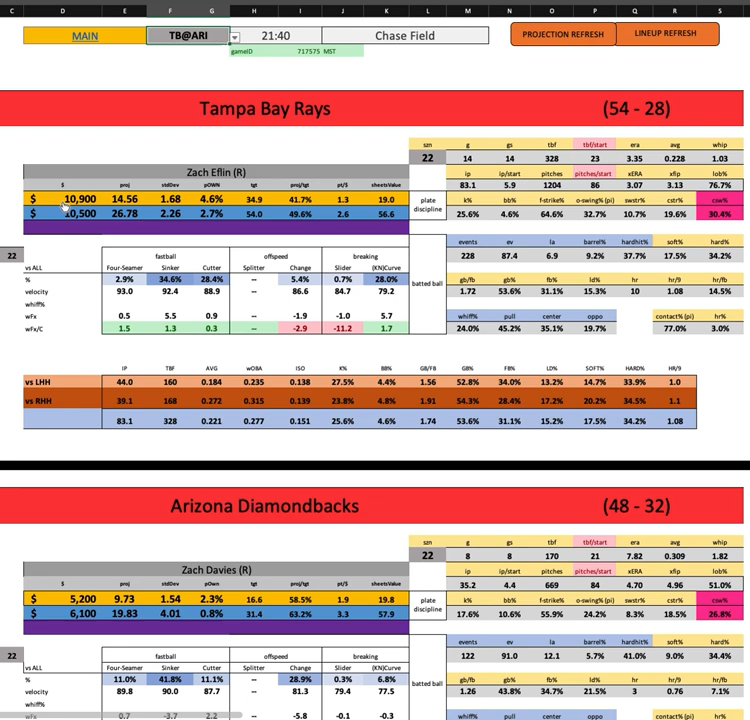 C D E F G H I J K L M N O P Q R S
MAIN TB@ARI 21:40 Chase Field PROJECTION REFRESH LINEUP REFRESH
gameID 717575 MST
Tampa Bay Rays (54 - 28)
szn g gs tbf tbf/start era avg whip
22 14 14 328 23 3.35 0.228 1.03
Zach Eflin (R) ip ip/start pitches pitches/start xERA xfip lob%
$ proj stdDev pOWN tgt proj/tgt pt/$ sheetsValue 83.1 5.9 1204 86 3.07 3.13 76.7%
$ 10,900 14.56 1.68 4.6% 34.9 41.7% 1.3 19.0 plate discipline k% bb% f-strike% o-swing% (pi) swstr% cstr% csw%
$ 10,500 26.78 2.26 2.7% 54.0 49.6% 2.6 56.6 25.6% 4.6% 64.6% 32.7% 10.7% 19.6% 30.4%
events ev la barrel% hardhit% soft% hard%
22 fastball offspeed breaking 228 87.4 6.9 9.2% 37.7% 17.5% 34.2%
vs ALL Four-Seamer Sinker Cutter Splitter Change Slider (KN)Curve
% 2.9% 34.6% 28.4% -- 5.4% 0.7% 28.0% batted ball gb/fb gb% fb% ld% hr hr/9 hr/fb
velocity 93.0 92.4 88.9 -- 86.6 84.7 79.2 1.72 53.6% 31.1% 15.3% 10 1.08 14.5%
whiff%
wFx 0.5 5.5 0.9 -- -1.9 -1.0 5.7 whiff% pull center oppo contact% (pi) hr%
wFx/C 1.5 1.3 0.3 -- -2.9 -11.2 1.7 24.0% 45.2% 35.1% 19.7% 77.0% 3.0%
IP TBF AVG wOBA ISO K% BB% GB/FB GB% FB% LD% SOFT% HARD% HR/9
vs LHH 44.0 160 0.184 0.235 0.138 27.5% 4.4% 1.56 52.8% 34.0% 13.2% 14.7% 33.9% 1.0
vs RHH 39.1 168 0.272 0.315 0.139 23.8% 4.8% 1.91 54.3% 28.4% 17.2% 20.2% 34.5% 1.1
83.1 328 0.221 0.277 0.151 25.6% 4.6% 1.74 53.6% 31.1% 15.2% 17.5% 34.2% 1.08
Arizona Diamondbacks (48 - 32)
szn g gs tbf tbf/start era avg whip
22 8 8 170 21 7.82 0.309 1.82
Zach Davies (R) ip ip/start pitches pitches/start xERA xfip lob%
$ proj stdDev pOwn tgt proj/tgt pt/$ sheetsValue 35.2 4.4 669 84 4.70 4.96 51.0%
$ 5,200 9.73 1.54 2.3% 16.6 58.5% 1.9 19.8 plate discipline k% bb% f-strike% o-swing% (pi) swstr% cstr% csw%
$ 6,100 19.83 4.01 0.8% 31.4 63.2% 3.3 57.9 17.6% 10.6% 55.9% 24.2% 8.3% 18.5% 26.8%
events ev la barrel% hardhit% soft% hard%
22 fastball offspeed breaking 122 91.0 12.1 5.7% 41.0% 9.0% 34.4%
vs ALL Four-Seamer Sinker Cutter Splitter Change Slider (KN)Curve
% 11.0% 41.8% 11.1% 28.9% 0.3% 6.8% batted ball gb/fb gb% fb% ld% hr hr/9 hr/fb
velocity 89.8 90.0 87.7 81.3 79.4 77.5 1.26 43.8% 34.7% 21.5% 3 0.76 7.1%
whiff%
wFx 0.7 -3.7 2.2 -5.8 -0.1 -0.3 whiff% pull center oppo contact% (pi) hr%